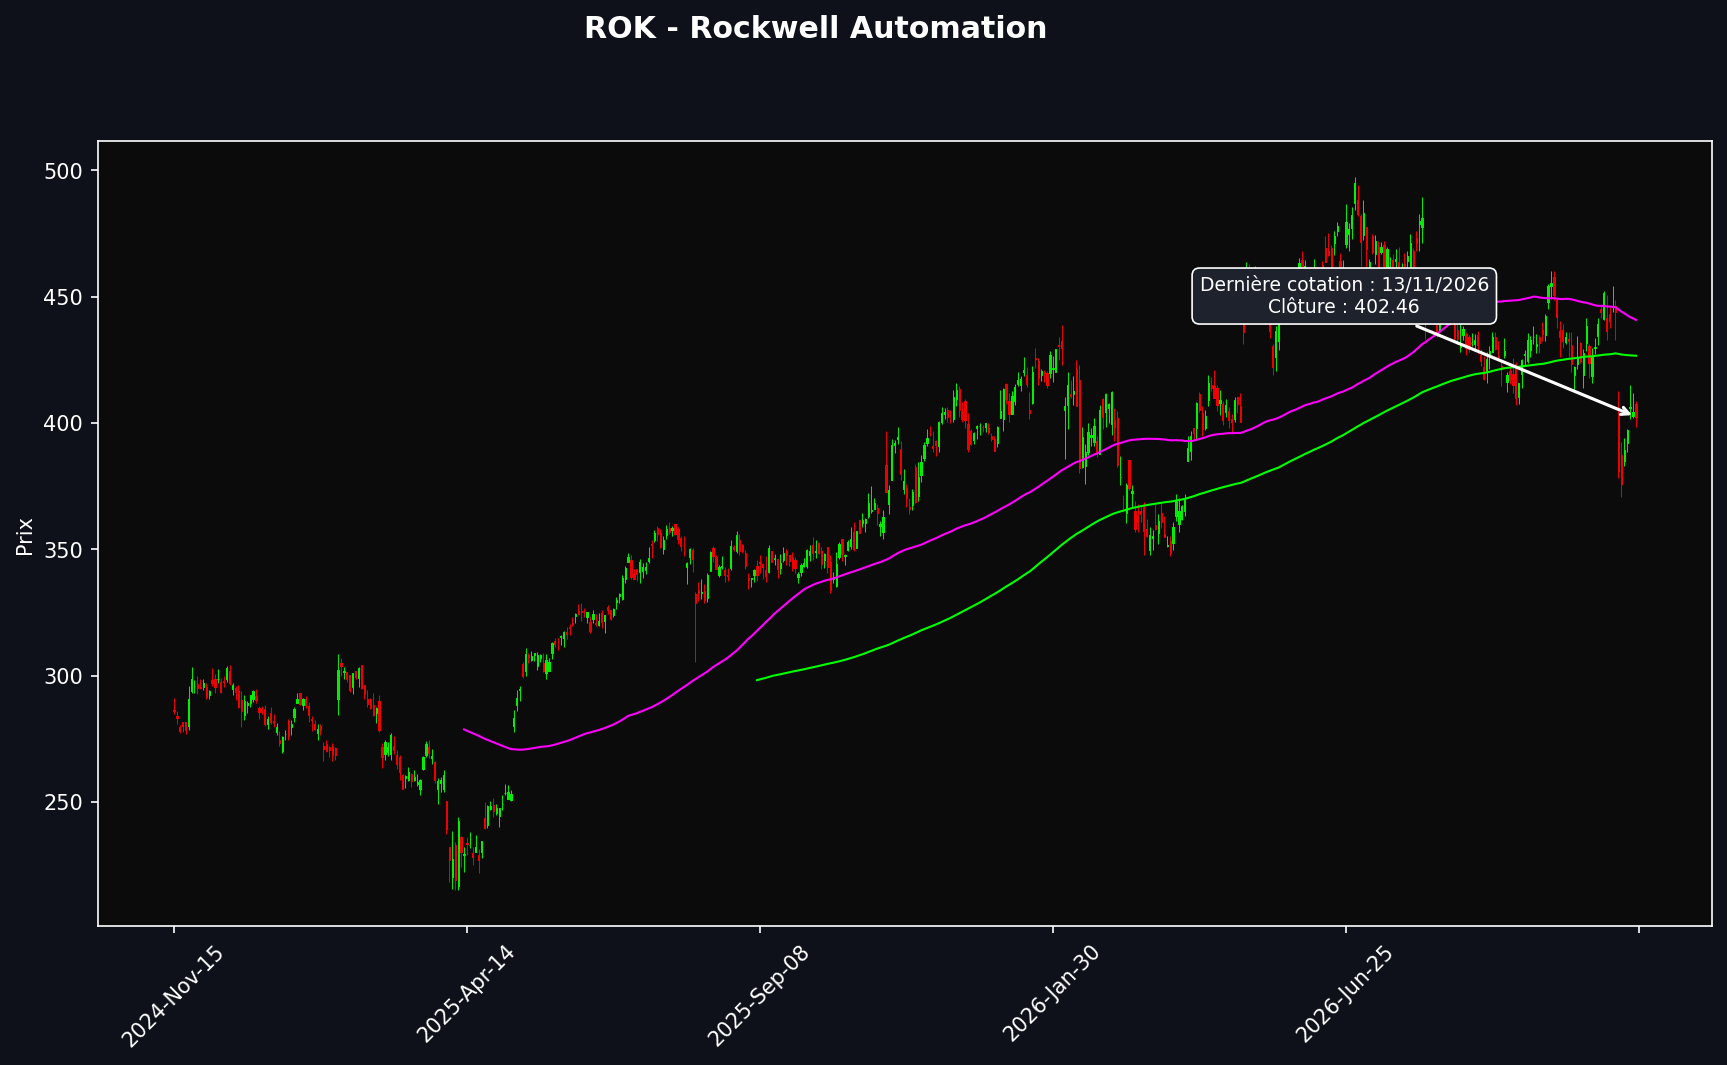 ROK - Rockwell Automation
Prix
500
450
400
350
300
250
Dernière cotation : 13/11/2026
Clôture : 402.46
2024-Nov-15
2025-Apr-14
2025-Sep-08
2026-Jan-30
2026-Jun-25